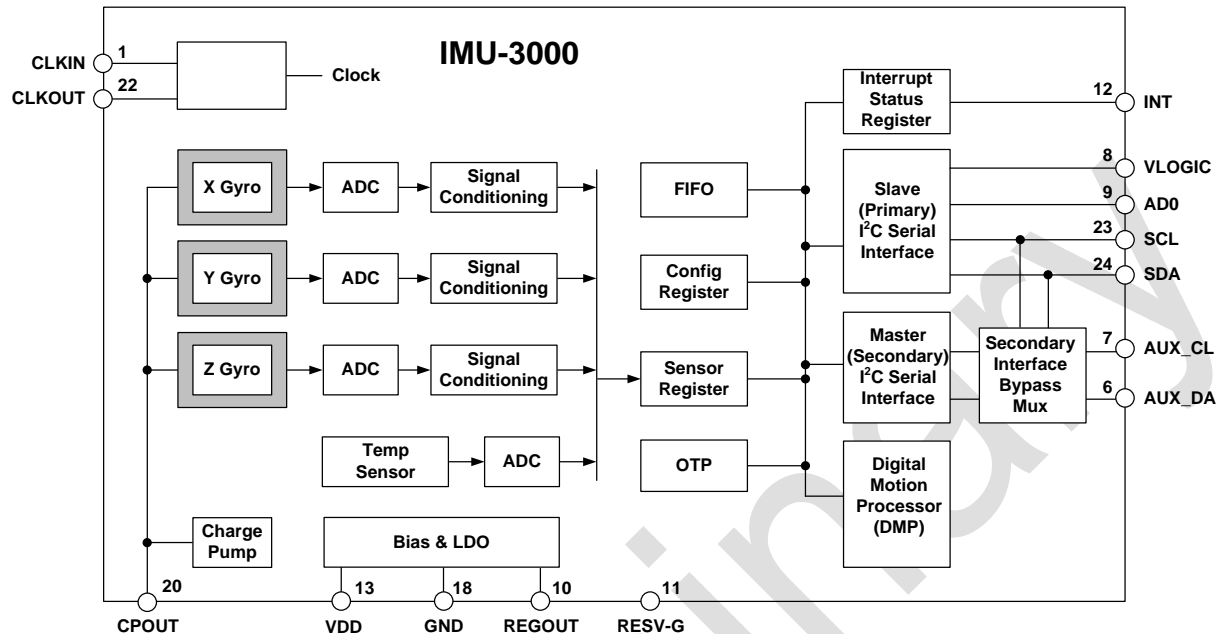 IMU-3000
CLKIN
1
CLKOUT
22
Clock
Interrupt
Status
Register
12
INT
X Gyro
ADC
Signal
Conditioning
FIFO
Slave
(Primary)
I²C Serial
Interface
8
VLOGIC
9
AD0
23
SCL
24
SDA
Y Gyro
ADC
Signal
Conditioning
Config
Register
Z Gyro
ADC
Signal
Conditioning
Sensor
Register
Master
(Secondary)
I²C Serial
Interface
Secondary
Interface
Bypass
Mux
7
AUX_CL
6
AUX_DA
Temp
Sensor
ADC
OTP
Digital
Motion
Processor
(DMP)
Charge
Pump
Bias & LDO
20
CPOUT
13
VDD
18
GND
10
REGOUT
11
RESV-G
inary